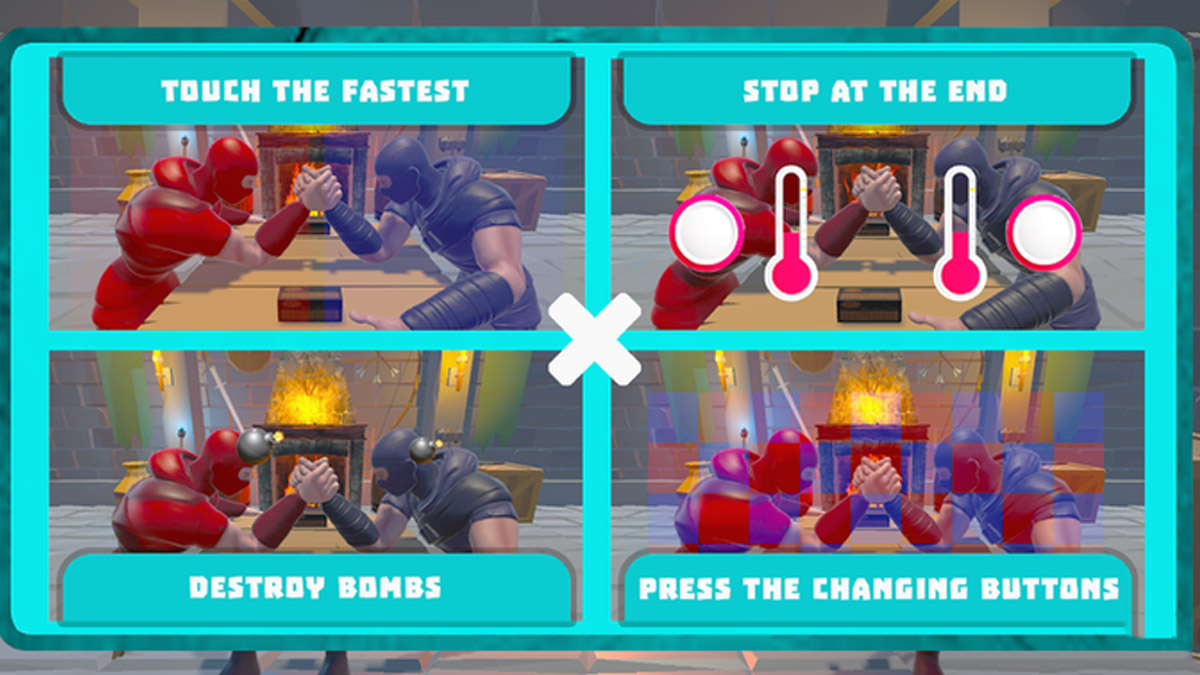 TOUCH THE FASTEST
STOP AT THE END
DESTROY BOMBS
PRESS THE CHANGING BUTTONS